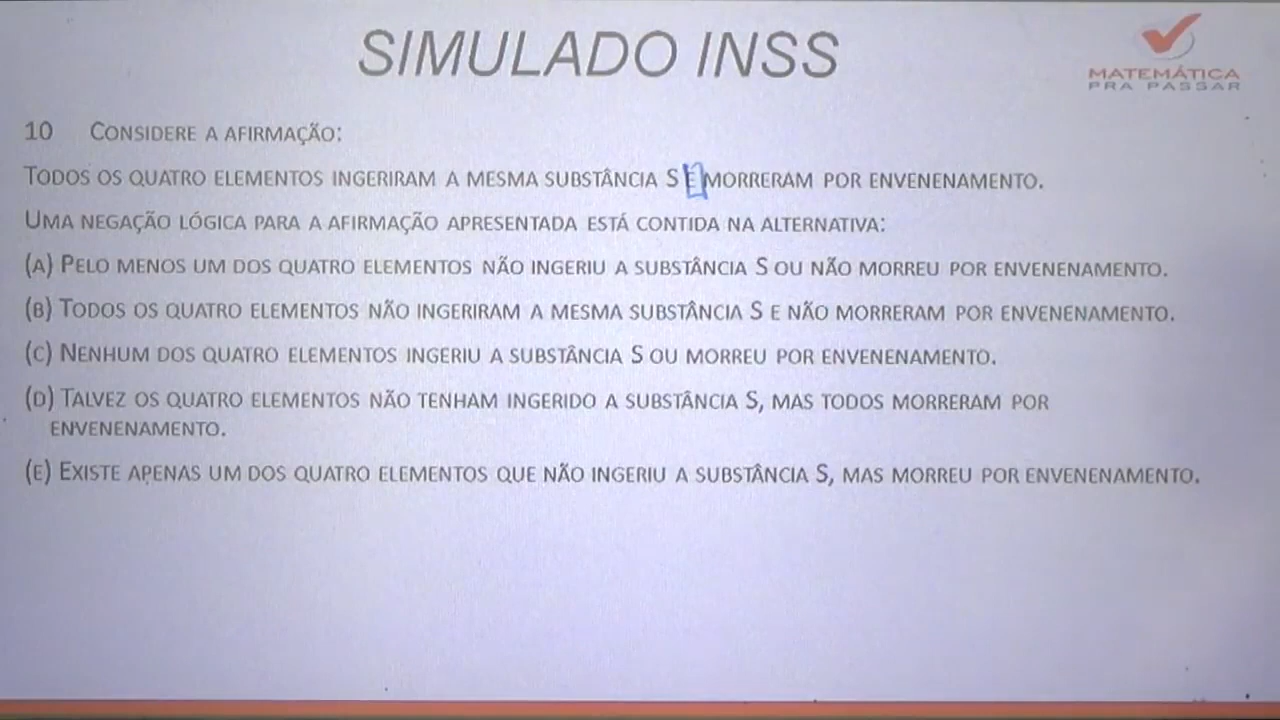 SIMULADO INSS
MATEMÁTICA
PRA PASSAR
10 CONSIDERE A AFIRMAÇÃO:
TODOS OS QUATRO ELEMENTOS INGERIRAM A MESMA SUBSTÂNCIA S E MORRERAM POR ENVENENAMENTO.
UMA NEGAÇÃO LÓGICA PARA A AFIRMAÇÃO APRESENTADA ESTÁ CONTIDA NA ALTERNATIVA:
(A) PELO MENOS UM DOS QUATRO ELEMENTOS NÃO INGERIU A SUBSTÂNCIA S OU NÃO MORREU POR ENVENENAMENTO.
(B) TODOS OS QUATRO ELEMENTOS NÃO INGERIRAM A MESMA SUBSTÂNCIA S E NÃO MORRERAM POR ENVENENAMENTO.
(C) NENHUM DOS QUATRO ELEMENTOS INGERIU A SUBSTÂNCIA S OU MORREU POR ENVENENAMENTO.
(D) TALVEZ OS QUATRO ELEMENTOS NÃO TENHAM INGERIDO A SUBSTÂNCIA S, MAS TODOS MORRERAM POR
ENVENENAMENTO.
(E) EXISTE APENAS UM DOS QUATRO ELEMENTOS QUE NÃO INGERIU A SUBSTÂNCIA S, MAS MORREU POR ENVENENAMENTO.